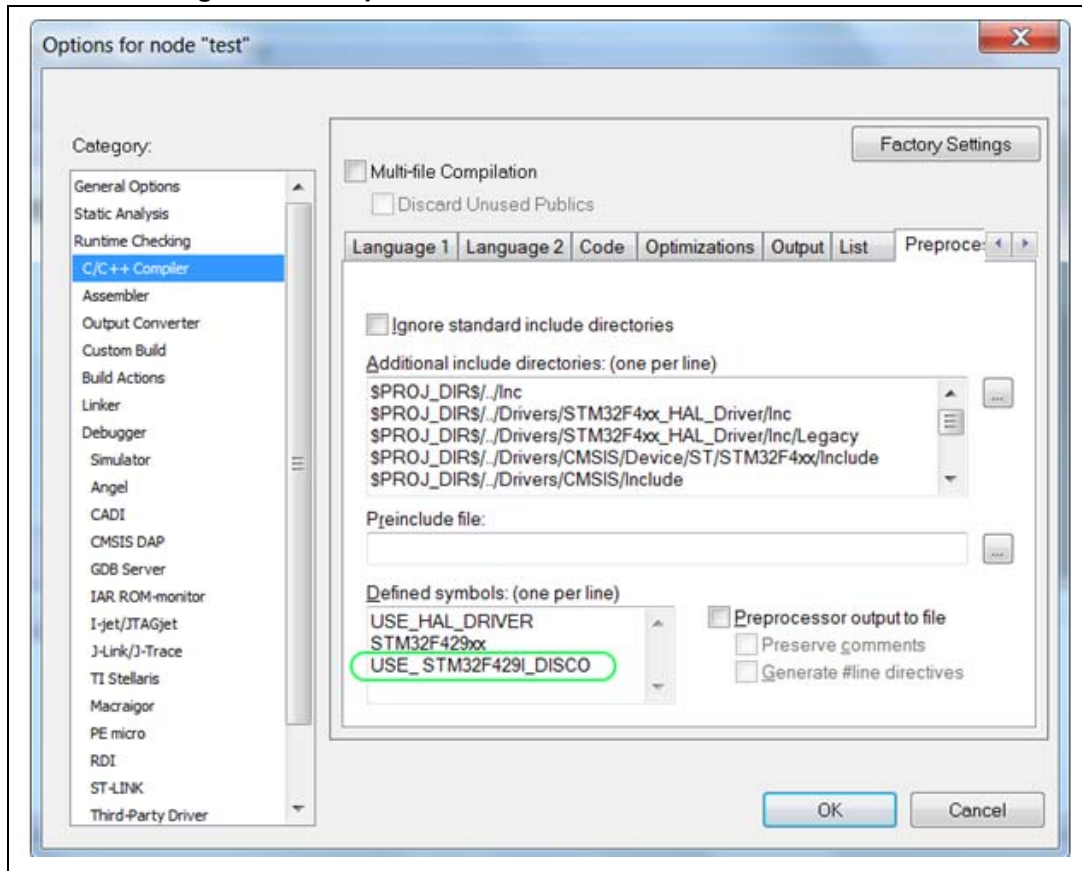 Options for node "test"
X
Category:
General Options
Static Analysis
Runtime Checking
C/C++ Compiler
Assembler
Output Converter
Custom Build
Build Actions
Linker
Debugger
Simulator
Angel
CADI
CMSIS DAP
GDB Server
IAR ROM-monitor
I-jet/JTAGjet
J-Link/J-Trace
TI Stellaris
Macraigor
PE micro
RDI
ST-LINK
Third-Party Driver
Factory Settings
Multi-file Compilation
Discard Unused Publics
Language 1 Language 2 Code Optimizations Output List Preproce
Ignore standard include directories
Additional include directories: (one per line)
$PROJ_DIR$/../Inc
$PROJ_DIR$/../Drivers/STM32F4xx_HAL_Driver/Inc
$PROJ_DIR$/../Drivers/STM32F4xx_HAL_Driver/Inc/Legacy
$PROJ_DIR$/../Drivers/CMSIS/Device/ST/STM32F4xx/Include
$PROJ_DIR$/../Drivers/CMSIS/Include
...
Preinclude file:
...
Defined symbols: (one per line)
USE_HAL_DRIVER
STM32F429xx
USE_ STM32F429I_DISCO
Preprocessor output to file
Preserve comments
Generate #line directives
OK Cancel